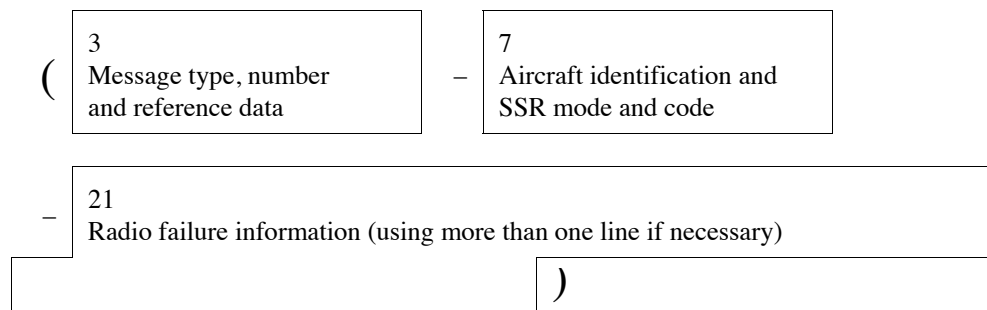 (
3
Message type, number
and reference data
–
7
Aircraft identification and
SSR mode and code
–
21
Radio failure information (using more than one line if necessary)
)